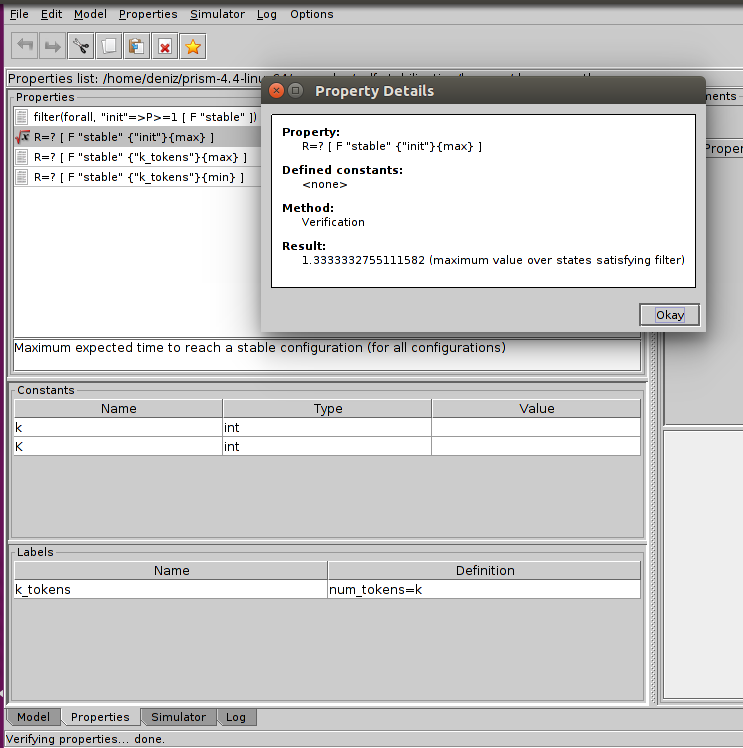 File Edit Model Properties Simulator Log Options
Properties list: /home/deniz/prism-4.4-linux
Property Details
Properties
filter(forall, "init"=>P>=1 [ F "stable" ])
R=? [ F "stable" {"init"}{max} ]
R=? [ F "stable" {"k_tokens"}{max} ]
R=? [ F "stable" {"k_tokens"}{min} ]
Property:
R=? [ F "stable" {"init"}{max} ]
Defined constants:
<none>
Method:
Verification
Result:
1.3333332755111582 (maximum value over states satisfying filter)
Okay
Maximum expected time to reach a stable configuration (for all configurations)
Constants
Name Type Value
k int
K int
Labels
Name Definition
k_tokens num_tokens=k
Model Properties Simulator Log
Verifying properties... done.